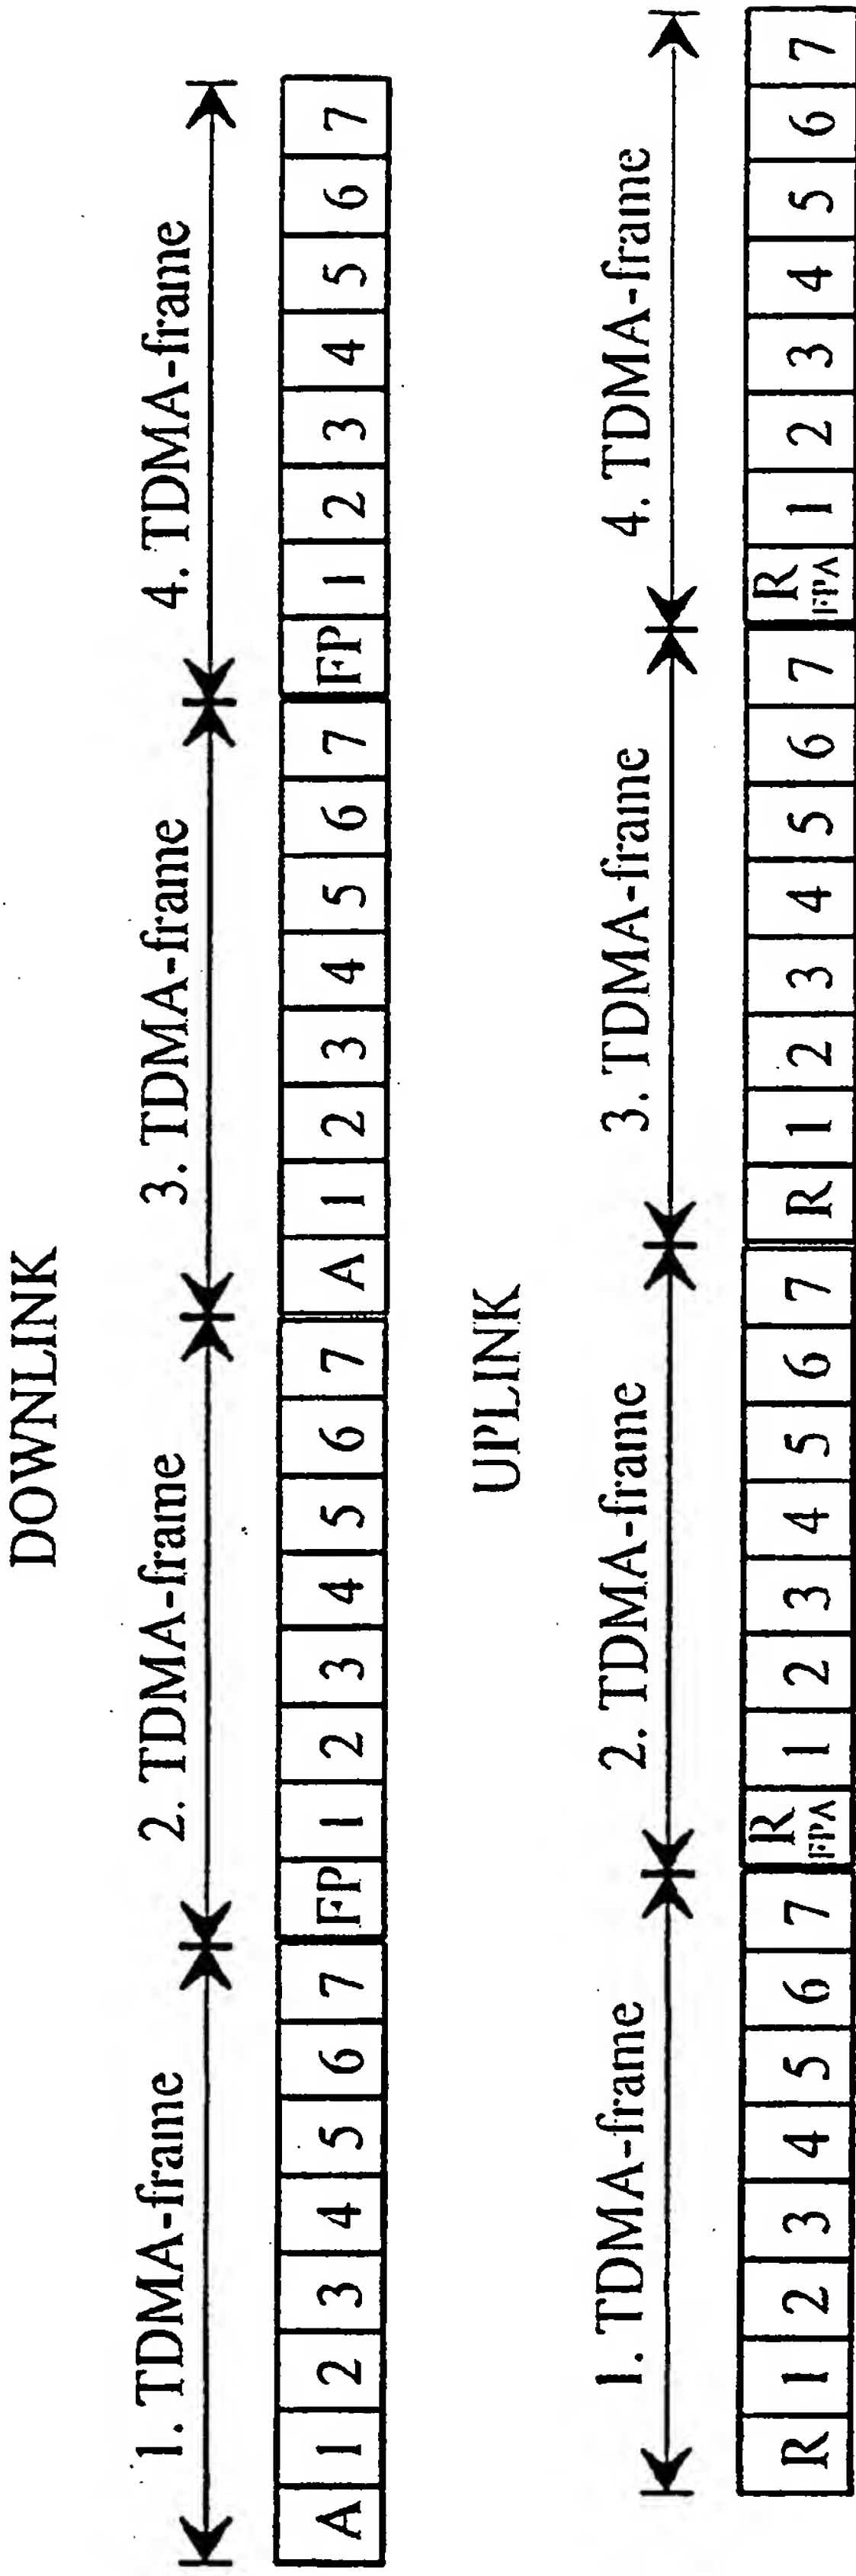 DOWNLINK
1. TDMA-frame 2. TDMA-frame 3. TDMA-frame 4. TDMA-frame
A 1 2 3 4 5 6 7 FP 1 2 3 4 5 6 7 A 1 2 3 4 5 6 7 FP 1 2 3 4 5 6 7
UPLINK
1. TDMA-frame 2. TDMA-frame 3. TDMA-frame 4. TDMA-frame
R 1 2 3 4 5 6 7 R FPA 1 2 3 4 5 6 7 R 1 2 3 4 5 6 7 R FPA 1 2 3 4 5 6 7